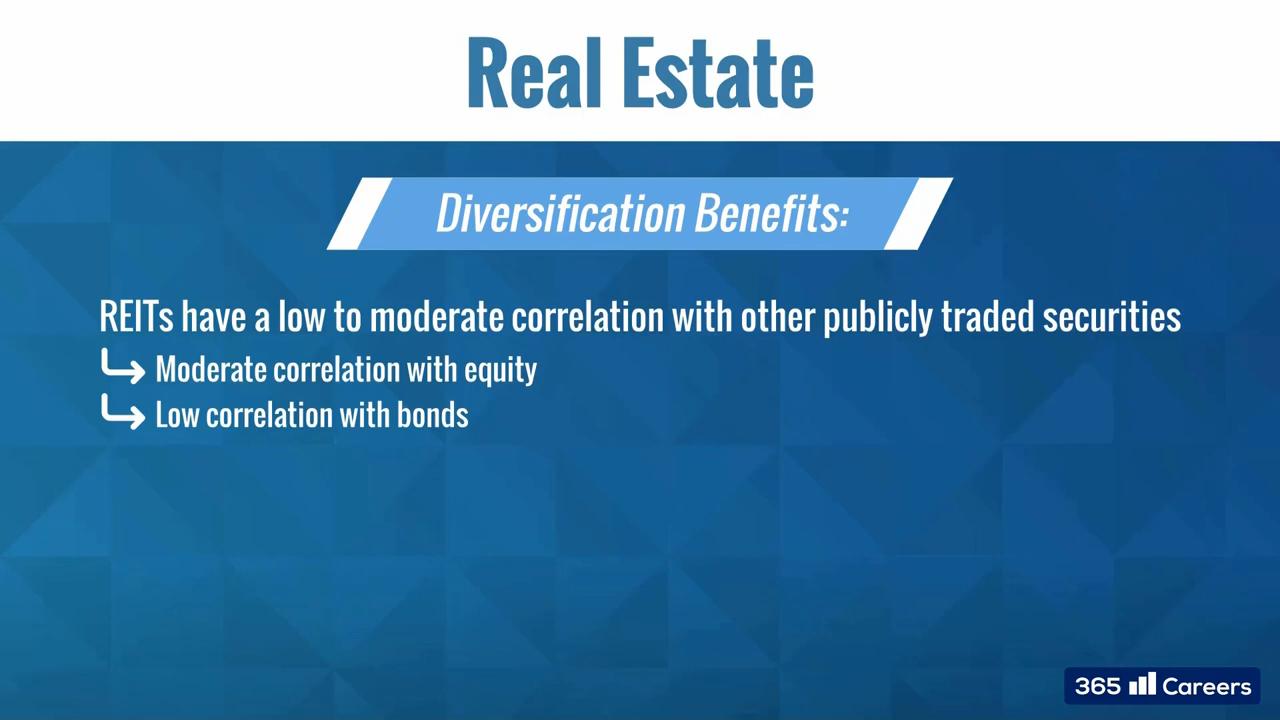 Real Estate
Diversification Benefits:
REITs have a low to moderate correlation with other publicly traded securities
Moderate correlation with equity
Low correlation with bonds
365 Careers